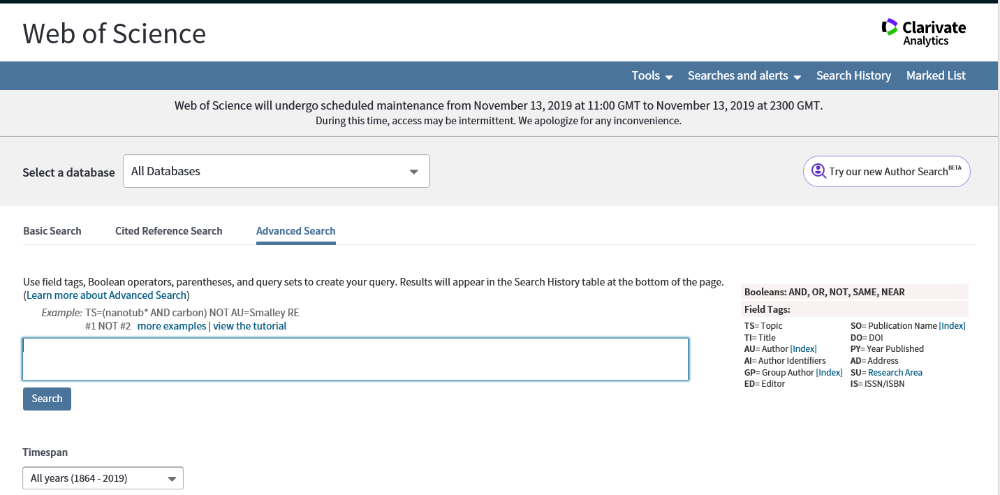 Web of Science
Clarivate
Analytics
Tools Searches and alerts Search History Marked List
Web of Science will undergo scheduled maintenance from November 13, 2019 at 11:00 GMT to November 13, 2019 at 2300 GMT.
During this time, access may be intermittent. We apologize for any inconvenience.
Select a database All Databases Try our new Author Search BETA
Basic Search Cited Reference Search Advanced Search
Use field tags, Boolean operators, parentheses, and query sets to create your query. Results will appear in the Search History table at the bottom of the page.
(Learn more about Advanced Search)
Example: TS=(nanotub* AND carbon) NOT AU=Smalley RE
#1 NOT #2 more examples | view the tutorial
Search
Booleans: AND, OR, NOT, SAME, NEAR
Field Tags:
TS= Topic SO= Publication Name [Index]
TI= Title DO= DOI
AU= Author [Index] PY= Year Published
AI= Author Identifiers AD= Address
GP= Group Author [Index] SU= Research Area
ED= Editor IS= ISSN/ISBN
Timespan
All years (1864 - 2019)